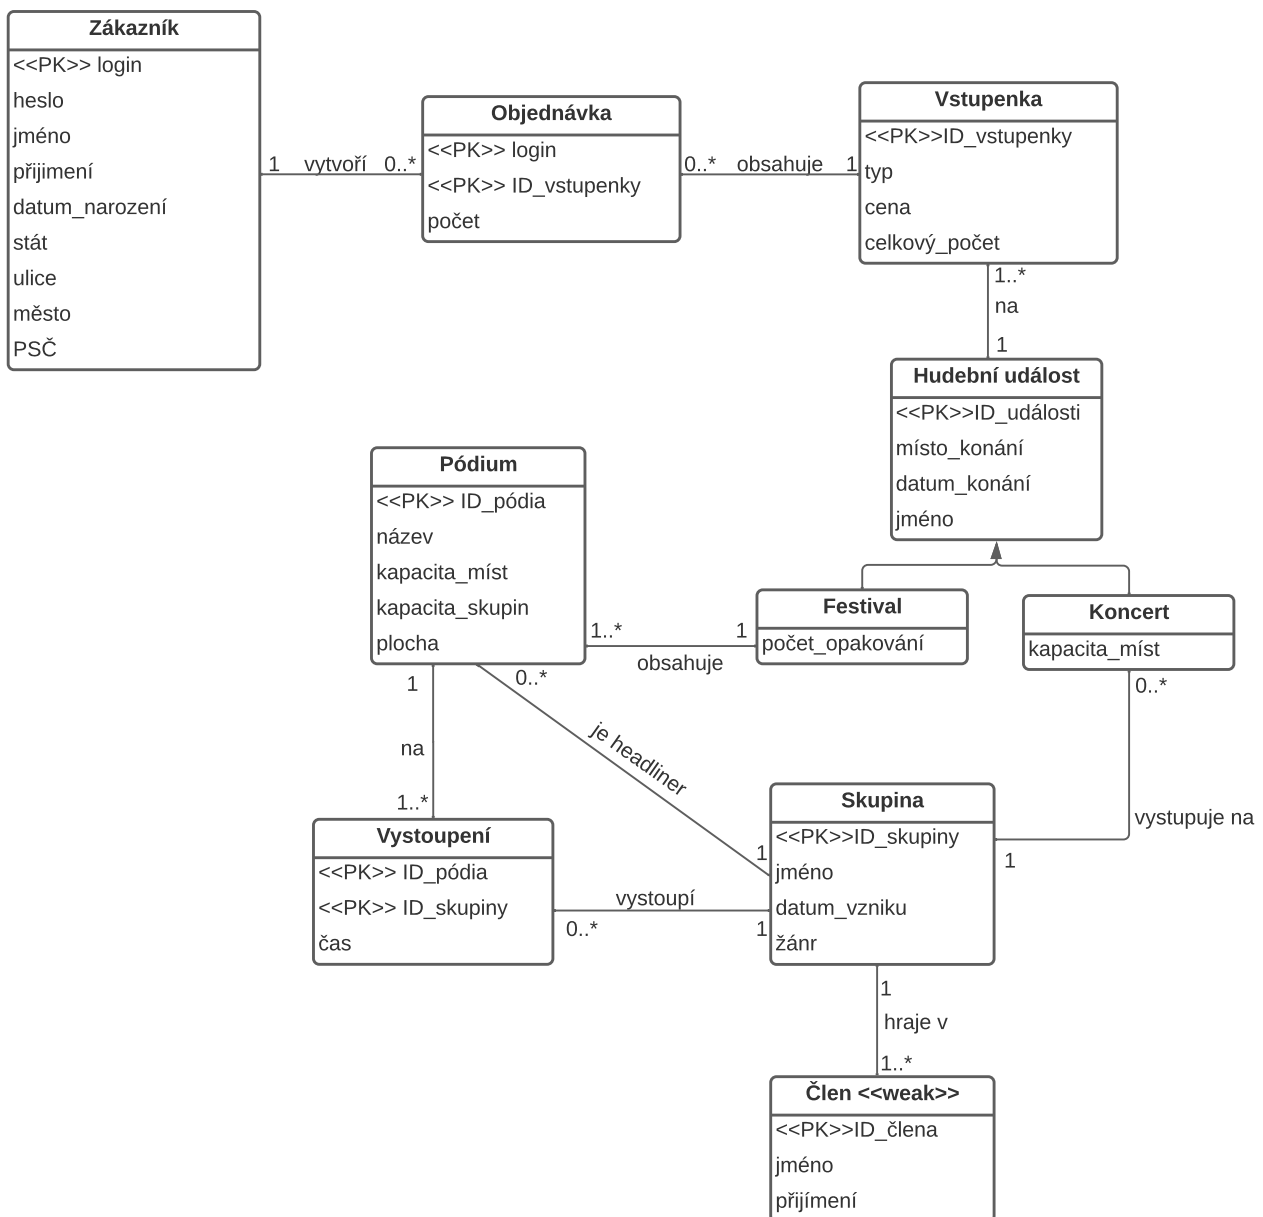 Zákazník
<<PK>> login
heslo
jméno
přijimení
datum_narození
stát
ulice
město
PSČ
1 vytvoří 0..*
Objednávka
<<PK>> login
<<PK>> ID_vstupenky
počet
0..* obsahuje 1
Vstupenka
<<PK>>ID_vstupenky
typ
cena
celkový_počet
1..*
na
1
Hudební událost
<<PK>>ID_události
místo_konání
datum_konání
jméno
Pódium
<<PK>> ID_pódia
název
kapacita_míst
kapacita_skupin
plocha
1..* 1
obsahuje
Festival
počet_opakování
Koncert
kapacita_míst
0..*
vystupuje na
1
1
na
1..*
0..*
je headliner
1
Vystoupení
<<PK>> ID_pódia
<<PK>> ID_skupiny
čas
vystoupí
0..* 1
Skupina
<<PK>>ID_skupiny
jméno
datum_vzniku
žánr
1
hraje v
1..*
Člen <<weak>>
<<PK>>ID_člena
jméno
přijímení